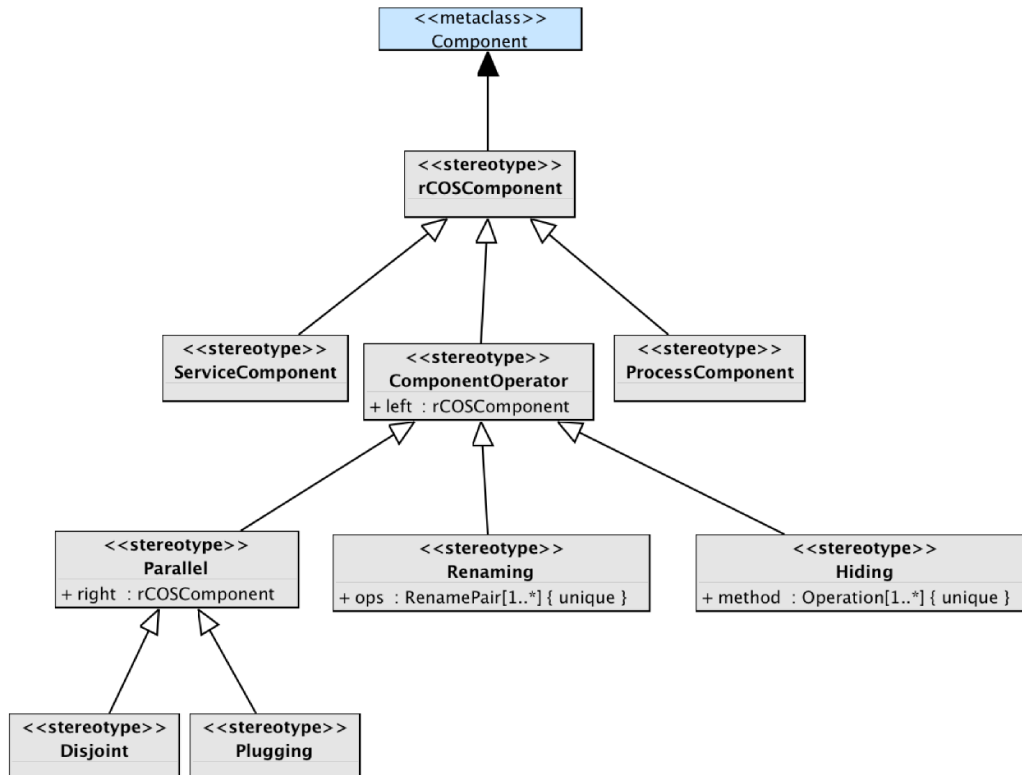 <<metaclass>>
Component
<<stereotype>>
rCOSComponent
<<stereotype>>
ServiceComponent
<<stereotype>>
ComponentOperator
+ left : rCOSComponent
<<stereotype>>
ProcessComponent
<<stereotype>>
Parallel
+ right : rCOSComponent
<<stereotype>>
Renaming
+ ops : RenamePair[1..*] { unique }
<<stereotype>>
Hiding
+ method : Operation[1..*] { unique }
<<stereotype>>
Disjoint
<<stereotype>>
Plugging